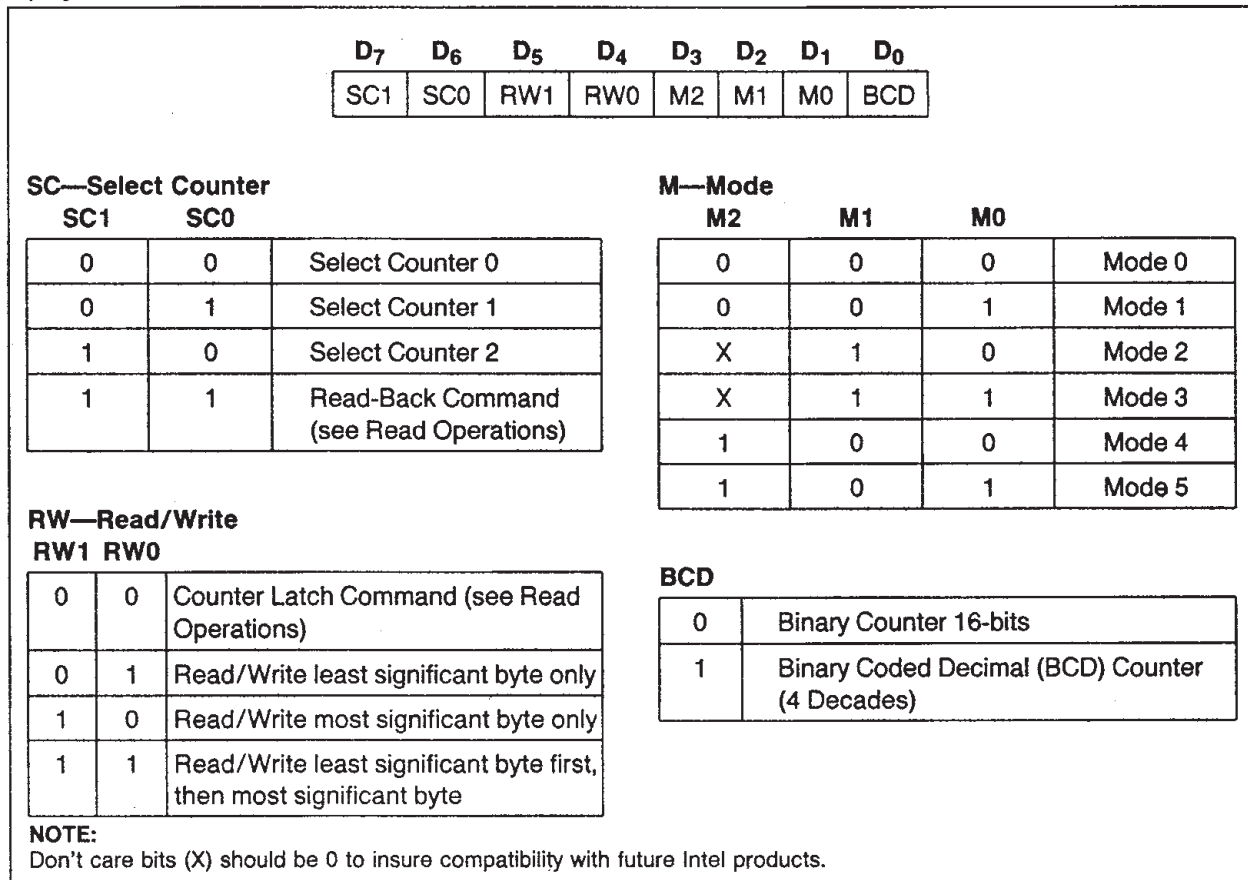 D7 D6 D5 D4 D3 D2 D1 D0
SC1 SC0 RW1 RW0 M2 M1 M0 BCD
SC—Select Counter
SC1 SC0
0 0 Select Counter 0
0 1 Select Counter 1
1 0 Select Counter 2
1 1 Read-Back Command
(see Read Operations)
RW—Read/Write
RW1 RW0
0 0 Counter Latch Command (see Read
Operations)
0 1 Read/Write least significant byte only
1 0 Read/Write most significant byte only
1 1 Read/Write least significant byte first,
then most significant byte
M—Mode
M2 M1 M0
0 0 0 Mode 0
0 0 1 Mode 1
X 1 0 Mode 2
X 1 1 Mode 3
1 0 0 Mode 4
1 0 1 Mode 5
BCD
0 Binary Counter 16-bits
1 Binary Coded Decimal (BCD) Counter
(4 Decades)
NOTE:
Don't care bits (X) should be 0 to insure compatibility with future Intel products.